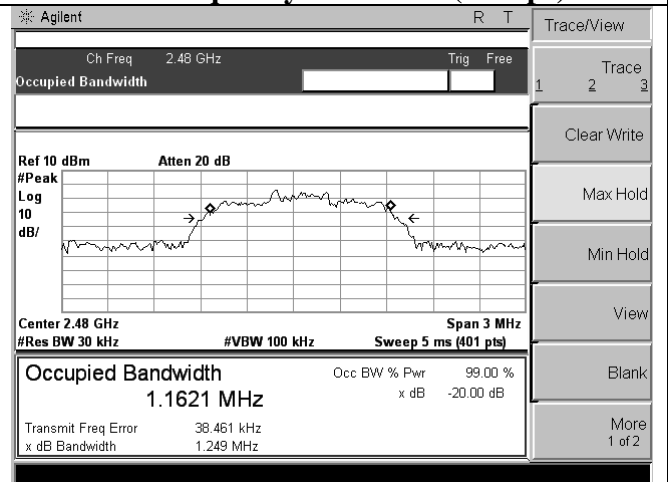 Agilent R T
Trace/View
Ch Freq 2.48 GHz Trig Free
Occupied Bandwidth
Trace
1 2 3
Clear Write
Ref 10 dBm Atten 20 dB
#Peak
Log
10
dB/
Max Hold
Min Hold
Center 2.48 GHz Span 3 MHz
#Res BW 30 kHz #VBW 100 kHz Sweep 5 ms (401 pts)
View
Occupied Bandwidth Occ BW % Pwr 99.00 %
1.1621 MHz x dB -20.00 dB
Blank
Transmit Freq Error 38.461 kHz
x dB Bandwidth 1.249 MHz
More
1 of 2